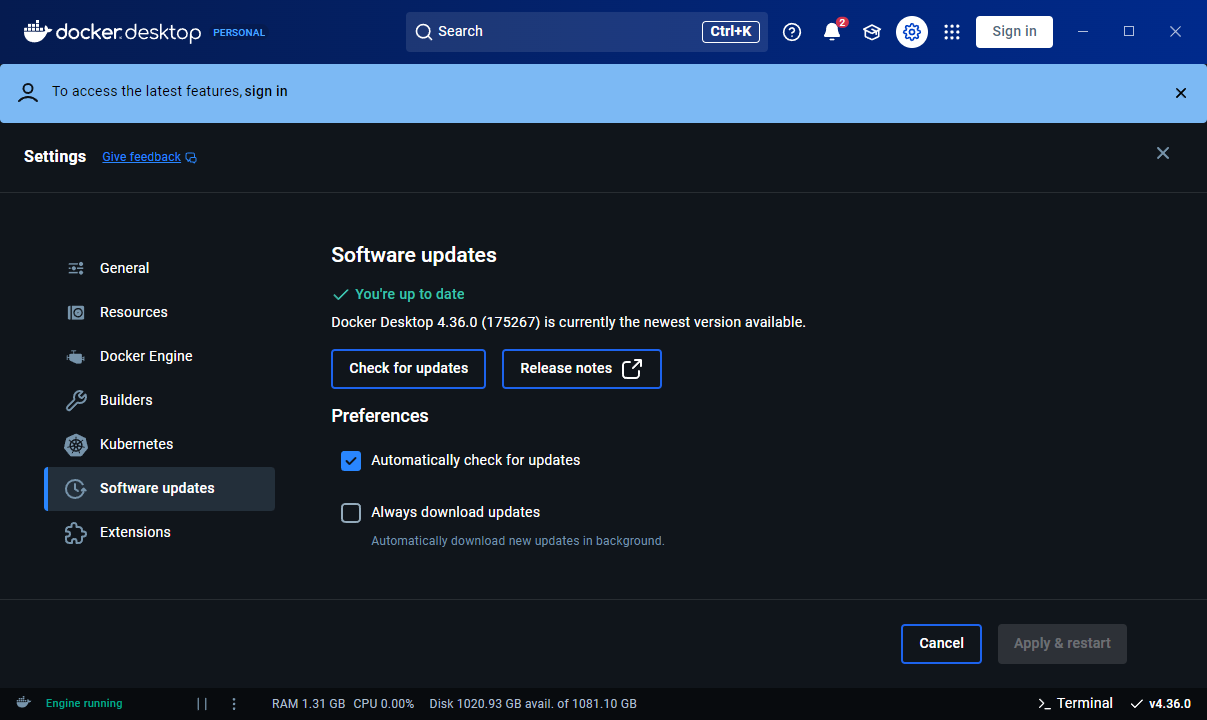 docker.desktop PERSONAL
Search Ctrl+K
2
Sign in
To access the latest features, sign in
Settings Give feedback
General
Resources
Docker Engine
Builders
Kubernetes
Software updates
Extensions
Software updates
You're up to date
Docker Desktop 4.36.0 (175267) is currently the newest version available.
Check for updates
Release notes
Preferences
Automatically check for updates
Always download updates
Automatically download new updates in background.
Cancel
Apply & restart
Engine running
RAM 1.31 GB CPU 0.00% Disk 1020.93 GB avail. of 1081.10 GB
Terminal
v4.36.0